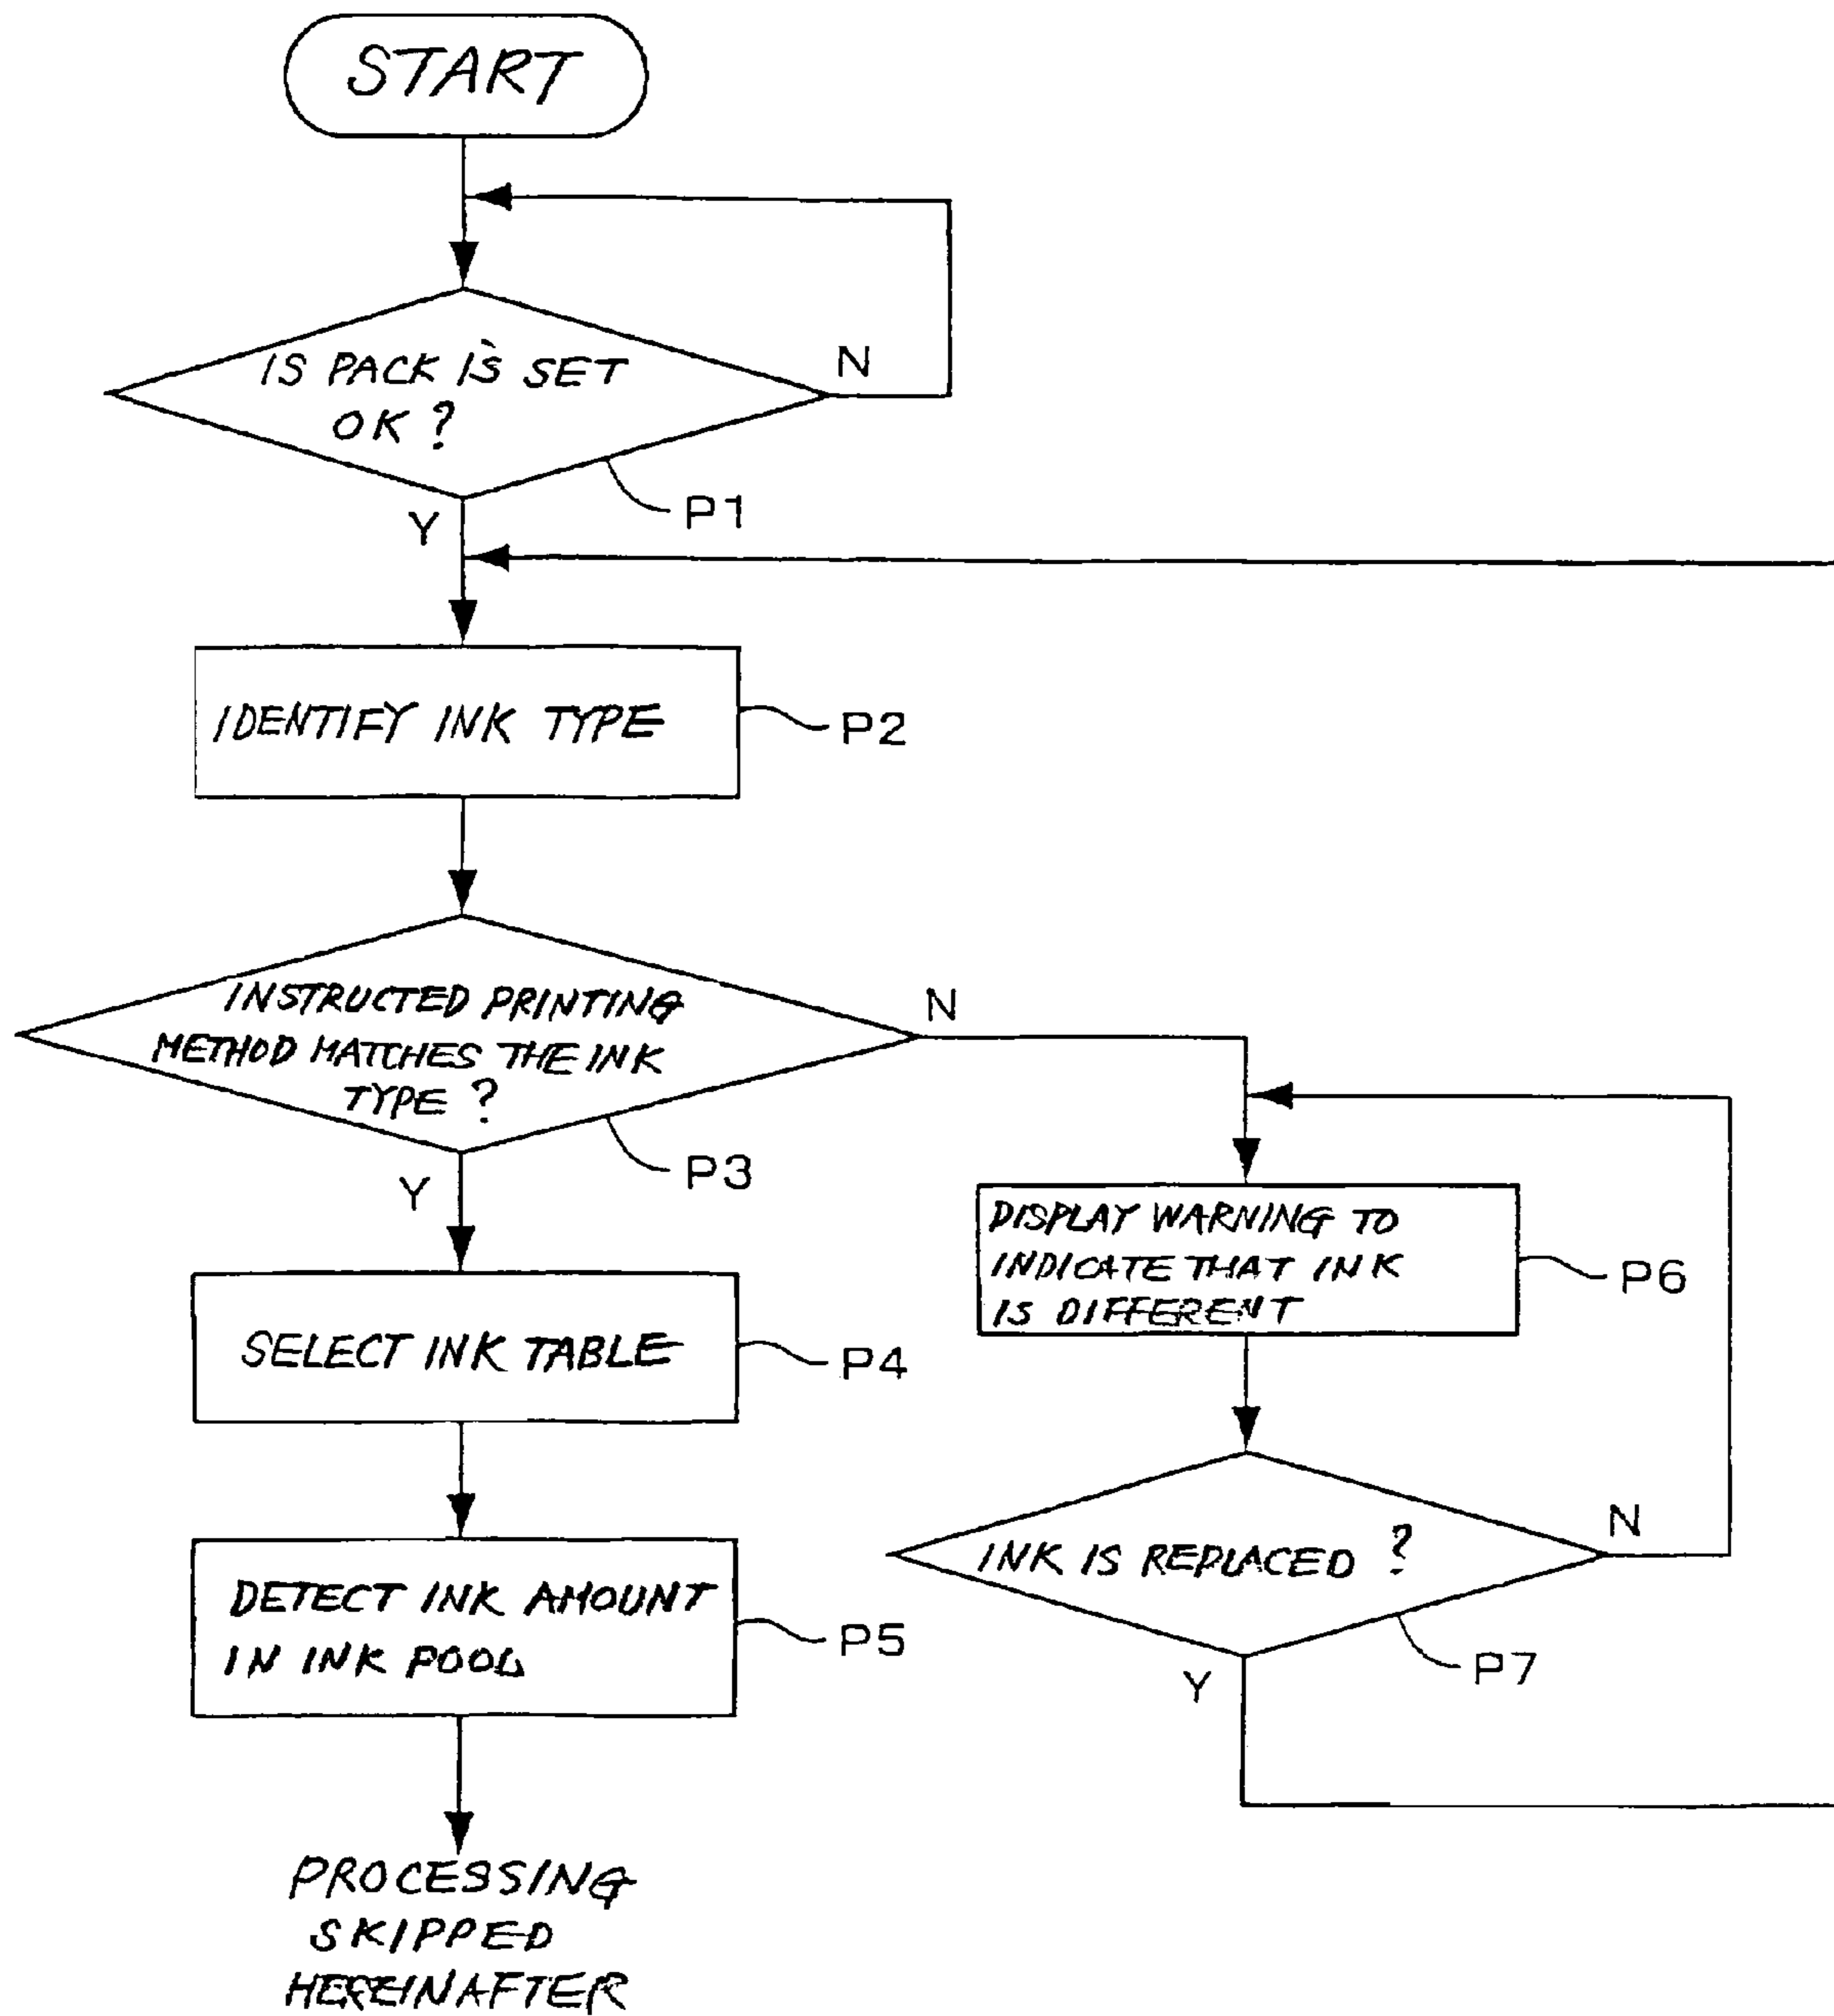 START
IS PACK IS SET
OK ?
N
P1
Y
IDENTIFY INK TYPE
P2
INSTRUCTED PRINTING
METHOD MATCHES THE INK
TYPE ?
N
P3
Y
DISPLAY WARNING TO
INDICATE THAT INK
IS DIFFERENT
P6
SELECT INK TABLE
P4
INK IS REPLACED ?
N
P7
Y
DETECT INK AMOUNT
IN INK POOL
P5
PROCESSING
SKIPPED
HEREINAFTER